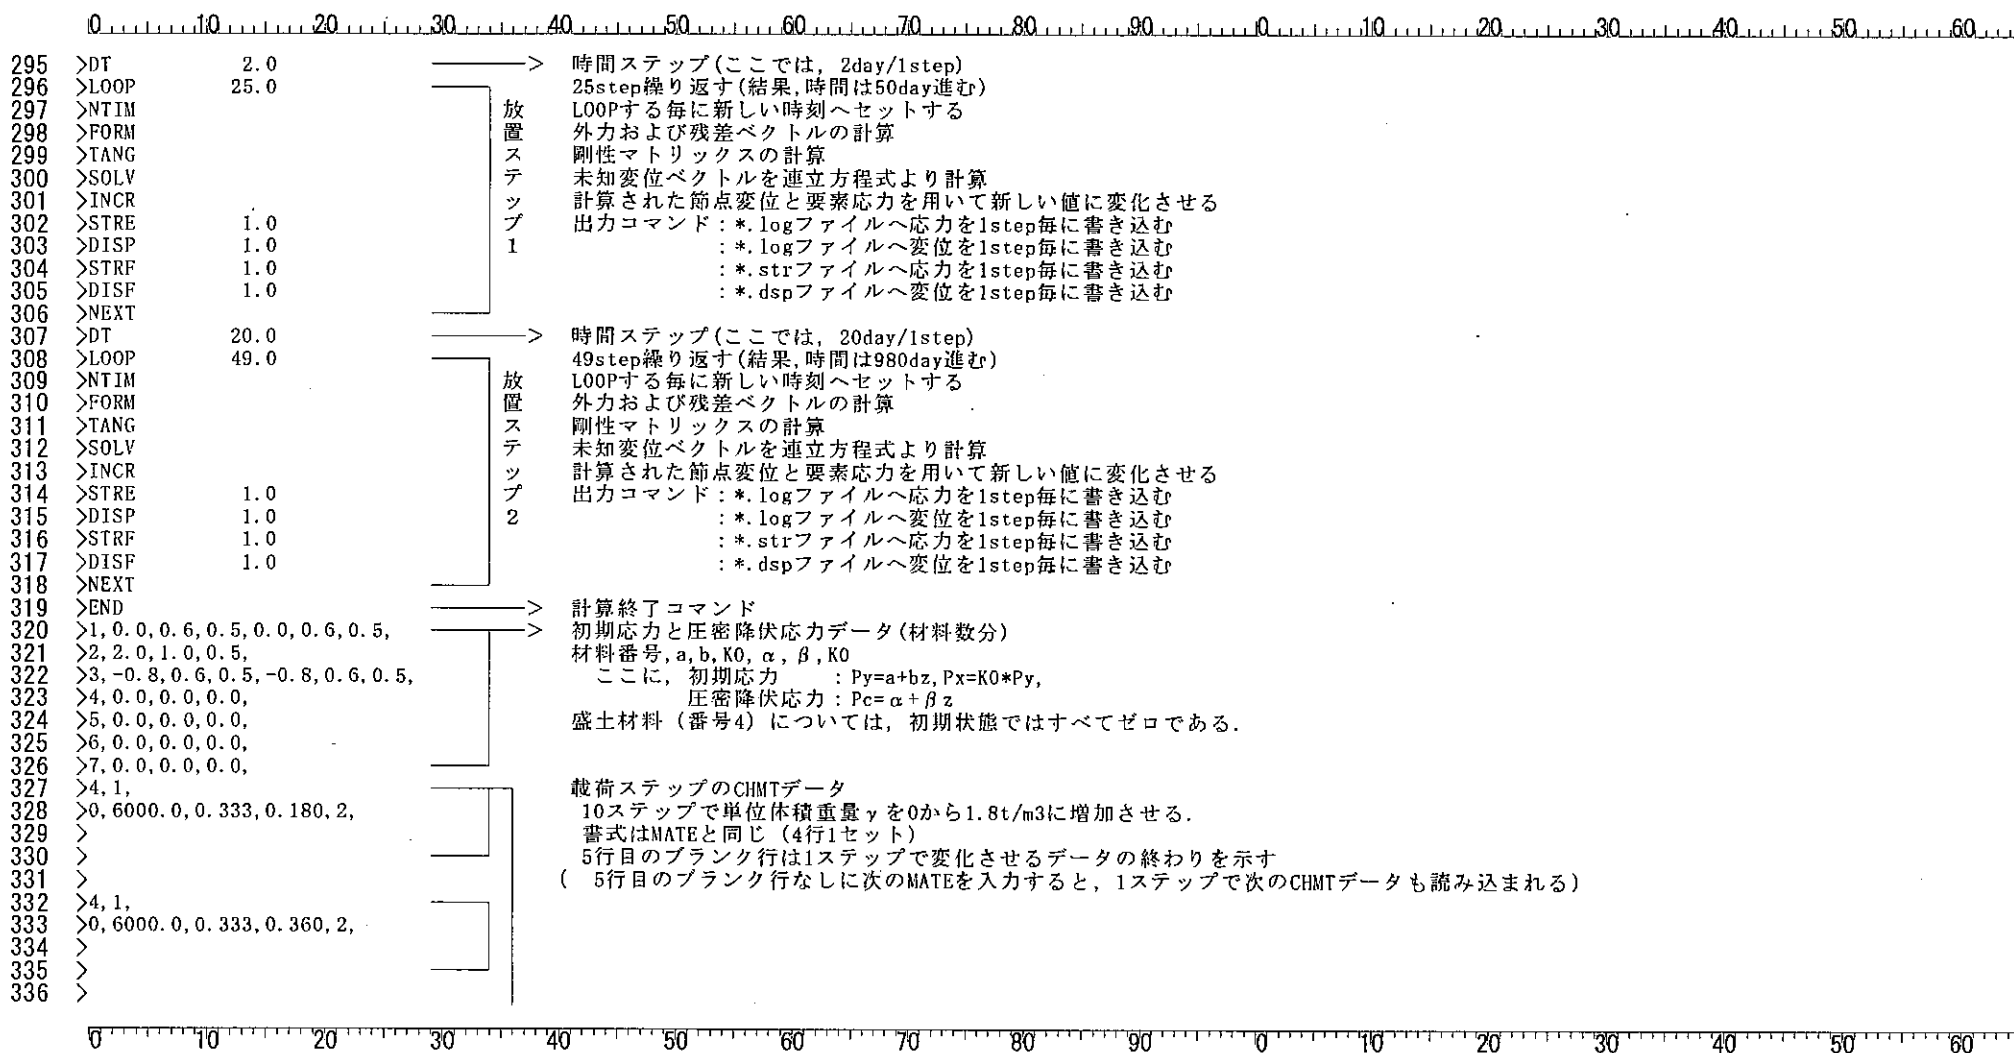 0 10 20 30 40 50 60 70 80 90 0 10 20 30 40 50 60
295 >DT 2.0 ───> 時間ステップ(ここでは, 2day/1step)
296 >LOOP 25.0 25step繰り返す(結果,時間は50day進む)
297 >NTIM 放 LOOPする毎に新しい時刻へセットする
298 >FORM 置 外力および残差ベクトルの計算
299 >TANG ス 剛性マトリックスの計算
300 >SOLV テ 未知変位ベクトルを連立方程式より計算
301 >INCR ッ 計算された節点変位と要素応力を用いて新しい値に変化させる
302 >STRE 1.0 プ 出力コマンド:*.logファイルへ応力を1step毎に書き込む
303 >DISP 1.0 1 :*.logファイルへ変位を1step毎に書き込む
304 >STRF 1.0 :*.strファイルへ応力を1step毎に書き込む
305 >DISF 1.0 :*.dspファイルへ変位を1step毎に書き込む
306 >NEXT
307 >DT 20.0 ───> 時間ステップ(ここでは, 20day/1step)
308 >LOOP 49.0 49step繰り返す(結果,時間は980day進む)
309 >NTIM 放 LOOPする毎に新しい時刻へセットする
310 >FORM 置 外力および残差ベクトルの計算
311 >TANG ス 剛性マトリックスの計算
312 >SOLV テ 未知変位ベクトルを連立方程式より計算
313 >INCR ッ 計算された節点変位と要素応力を用いて新しい値に変化させる
314 >STRE 1.0 プ 出力コマンド:*.logファイルへ応力を1step毎に書き込む
315 >DISP 1.0 2 :*.logファイルへ変位を1step毎に書き込む
316 >STRF 1.0 :*.strファイルへ応力を1step毎に書き込む
317 >DISF 1.0 :*.dspファイルへ変位を1step毎に書き込む
318 >NEXT
319 >END ───> 計算終了コマンド
320 >1,0.0,0.6,0.5,0.0,0.6,0.5, ───> 初期応力と圧密降伏応力データ(材料数分)
321 >2,2.0,1.0,0.5, 材料番号,a,b,K0,α,β,K0
322 >3,-0.8,0.6,0.5,-0.8,0.6,0.5, ここに, 初期応力 :Py=a+bz,Px=K0*Py,
323 >4,0.0,0.0,0.0, 圧密降伏応力:Pc=α+βz
324 >5,0.0,0.0,0.0, 盛土材料(番号4)については, 初期状態ではすべてゼロである.
325 >6,0.0,0.0,0.0,
326 >7,0.0,0.0,0.0,
327 >4,1, 載荷ステップのCHMTデータ
328 >0,6000.0,0.333,0.180,2, 10ステップで単位体積重量γを0から1.8t/m3に増加させる.
329 > 書式はMATEと同じ(4行1セット)
330 > 5行目のブランク行は1ステップで変化させるデータの終わりを示す
331 > ( 5行目のブランク行なしに次のMATEを入力すると, 1ステップで次のCHMTデータも読み込まれる)
332 >4,1,
333 >0,6000.0,0.333,0.360,2,
334 >
335 >
336 >
0 10 20 30 40 50 60 70 80 90 0 10 20 30 40 50 60